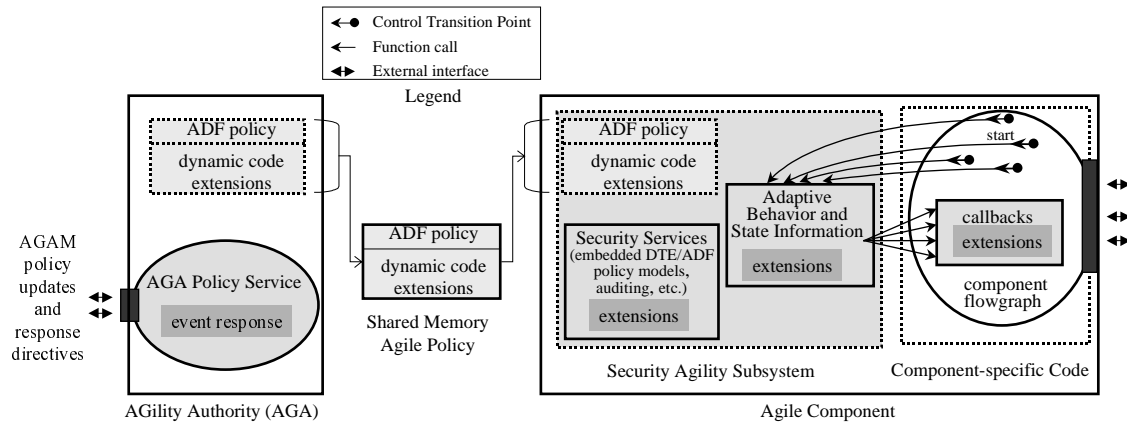 Control Transition Point
Function call
External interface
Legend
ADF policy
dynamic code
extensions
AGAM
policy
updates
and
response
directives
AGA Policy Service
event response
AGility Authority (AGA)
ADF policy
dynamic code
extensions
Shared Memory
Agile Policy
ADF policy
dynamic code
extensions
Security Services
(embedded DTE/ADF
policy models,
auditing, etc.)
extensions
Adaptive
Behavior and
State Information
extensions
Security Agility Subsystem
start
callbacks
extensions
component
flowgraph
Component-specific Code
Agile Component